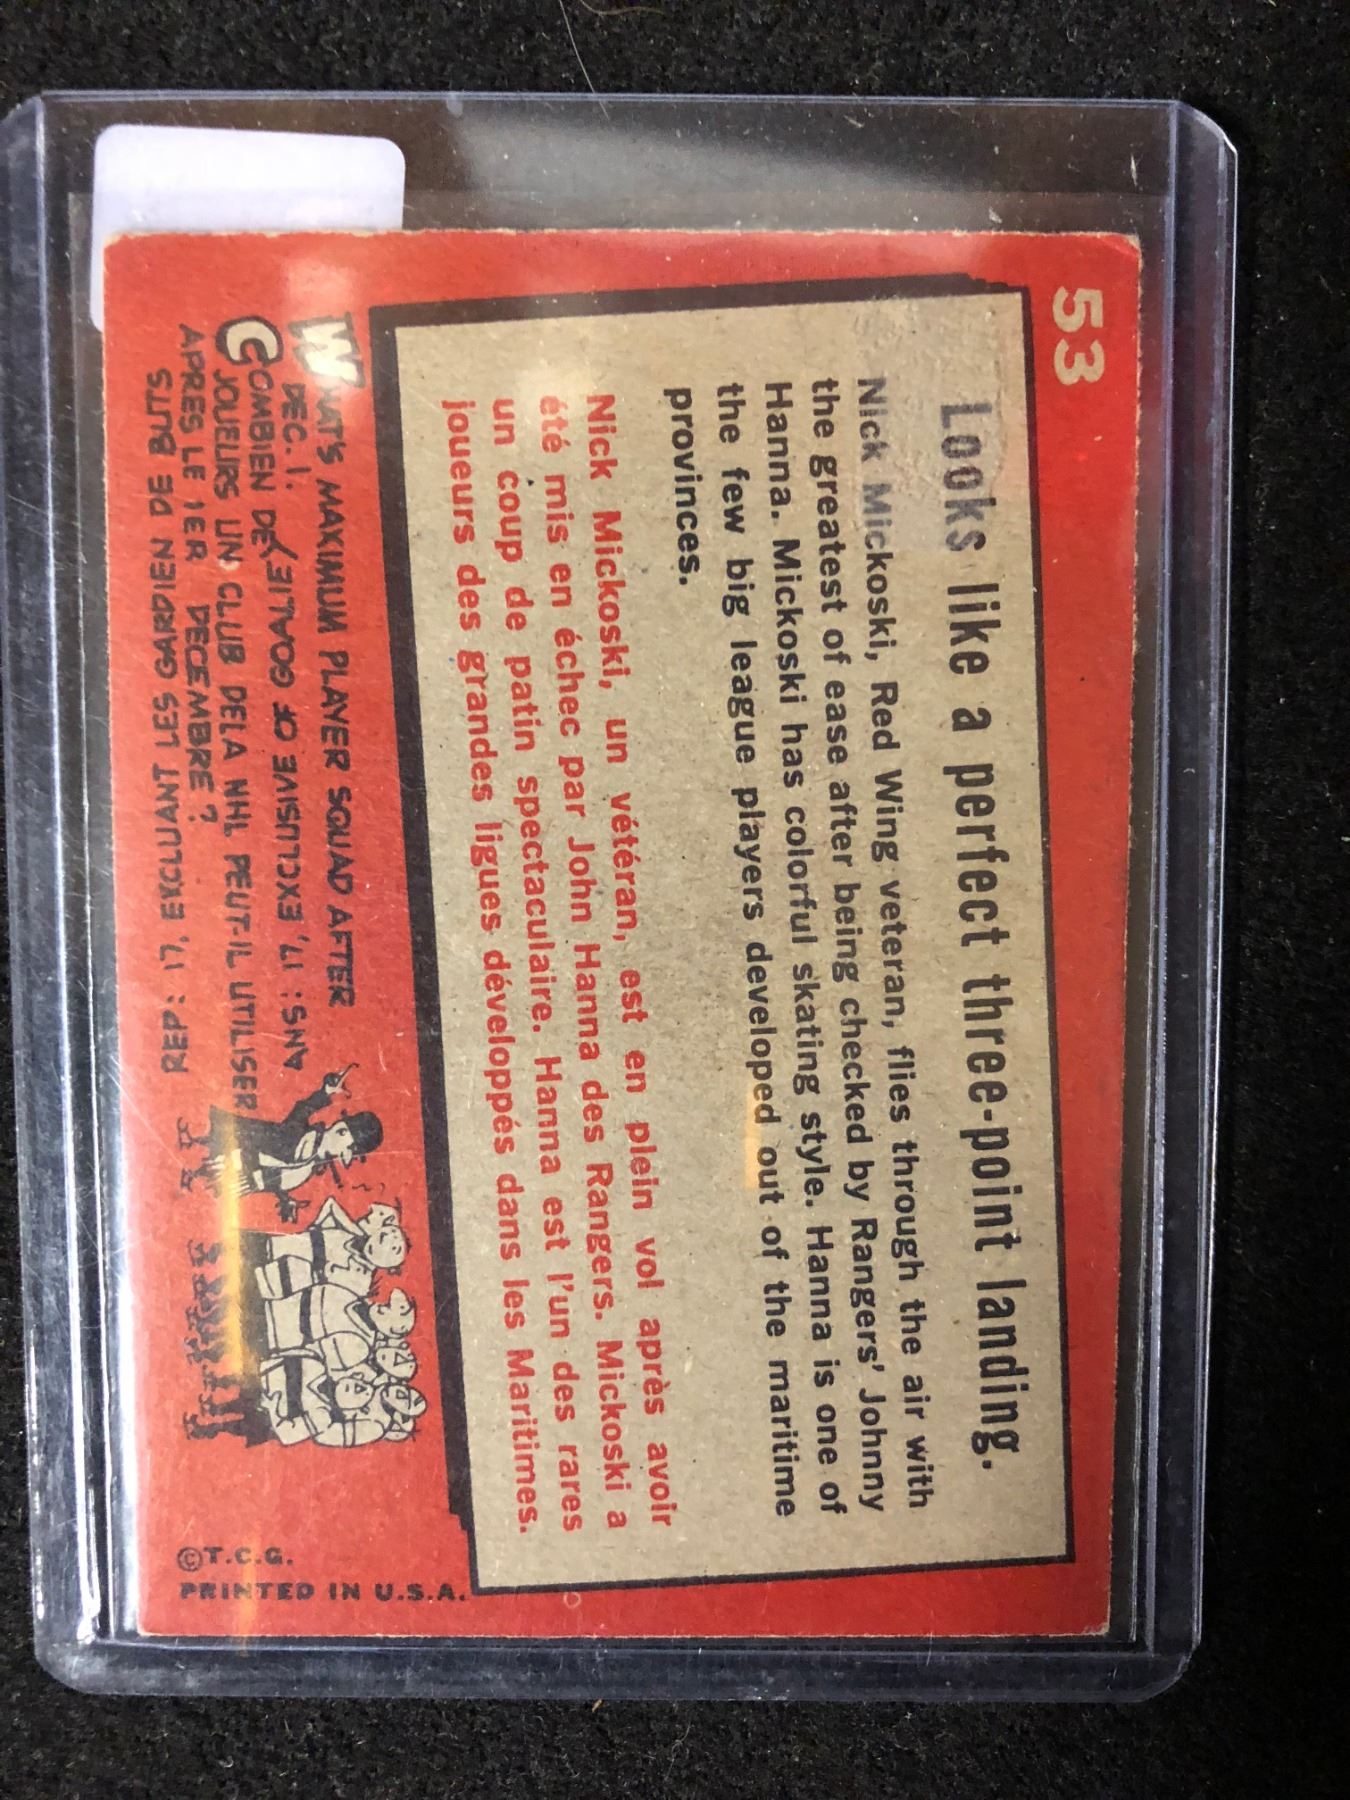 53
Looks like a perfect three-point landing.
Nick Mickoski, Red Wing veteran, flies through the air with
the greatest of ease after being checked by Rangers' Johnny
Hanna. Mickoski has colorful skating style. Hanna is one of
the few big league players developed out of the maritime
provinces.
Nick Mickoski, un vétéran, est en plein vol après avoir
été mis en échec par John Hanna des Rangers. Mickoski a
un coup de patin spectaculaire. Hanna est l'un des rares
joueurs des grandes ligues développés dans les Maritimes.
WHAT'S MAXIMUM PLAYER SQUAD AFTER
DEC. 1.
ANS: 17, EXCLUSIVE OF GOALTIE
COMBIEN DE
JOUEURS UN CLUB DE LA NHL PEUT-IL UTILISER
APRES LE 1ER DECEMBRE ?
REP: 17, EXCLUANT LES GARDIEN DE BUTS
©T.C.G.
PRINTED IN U.S.A.